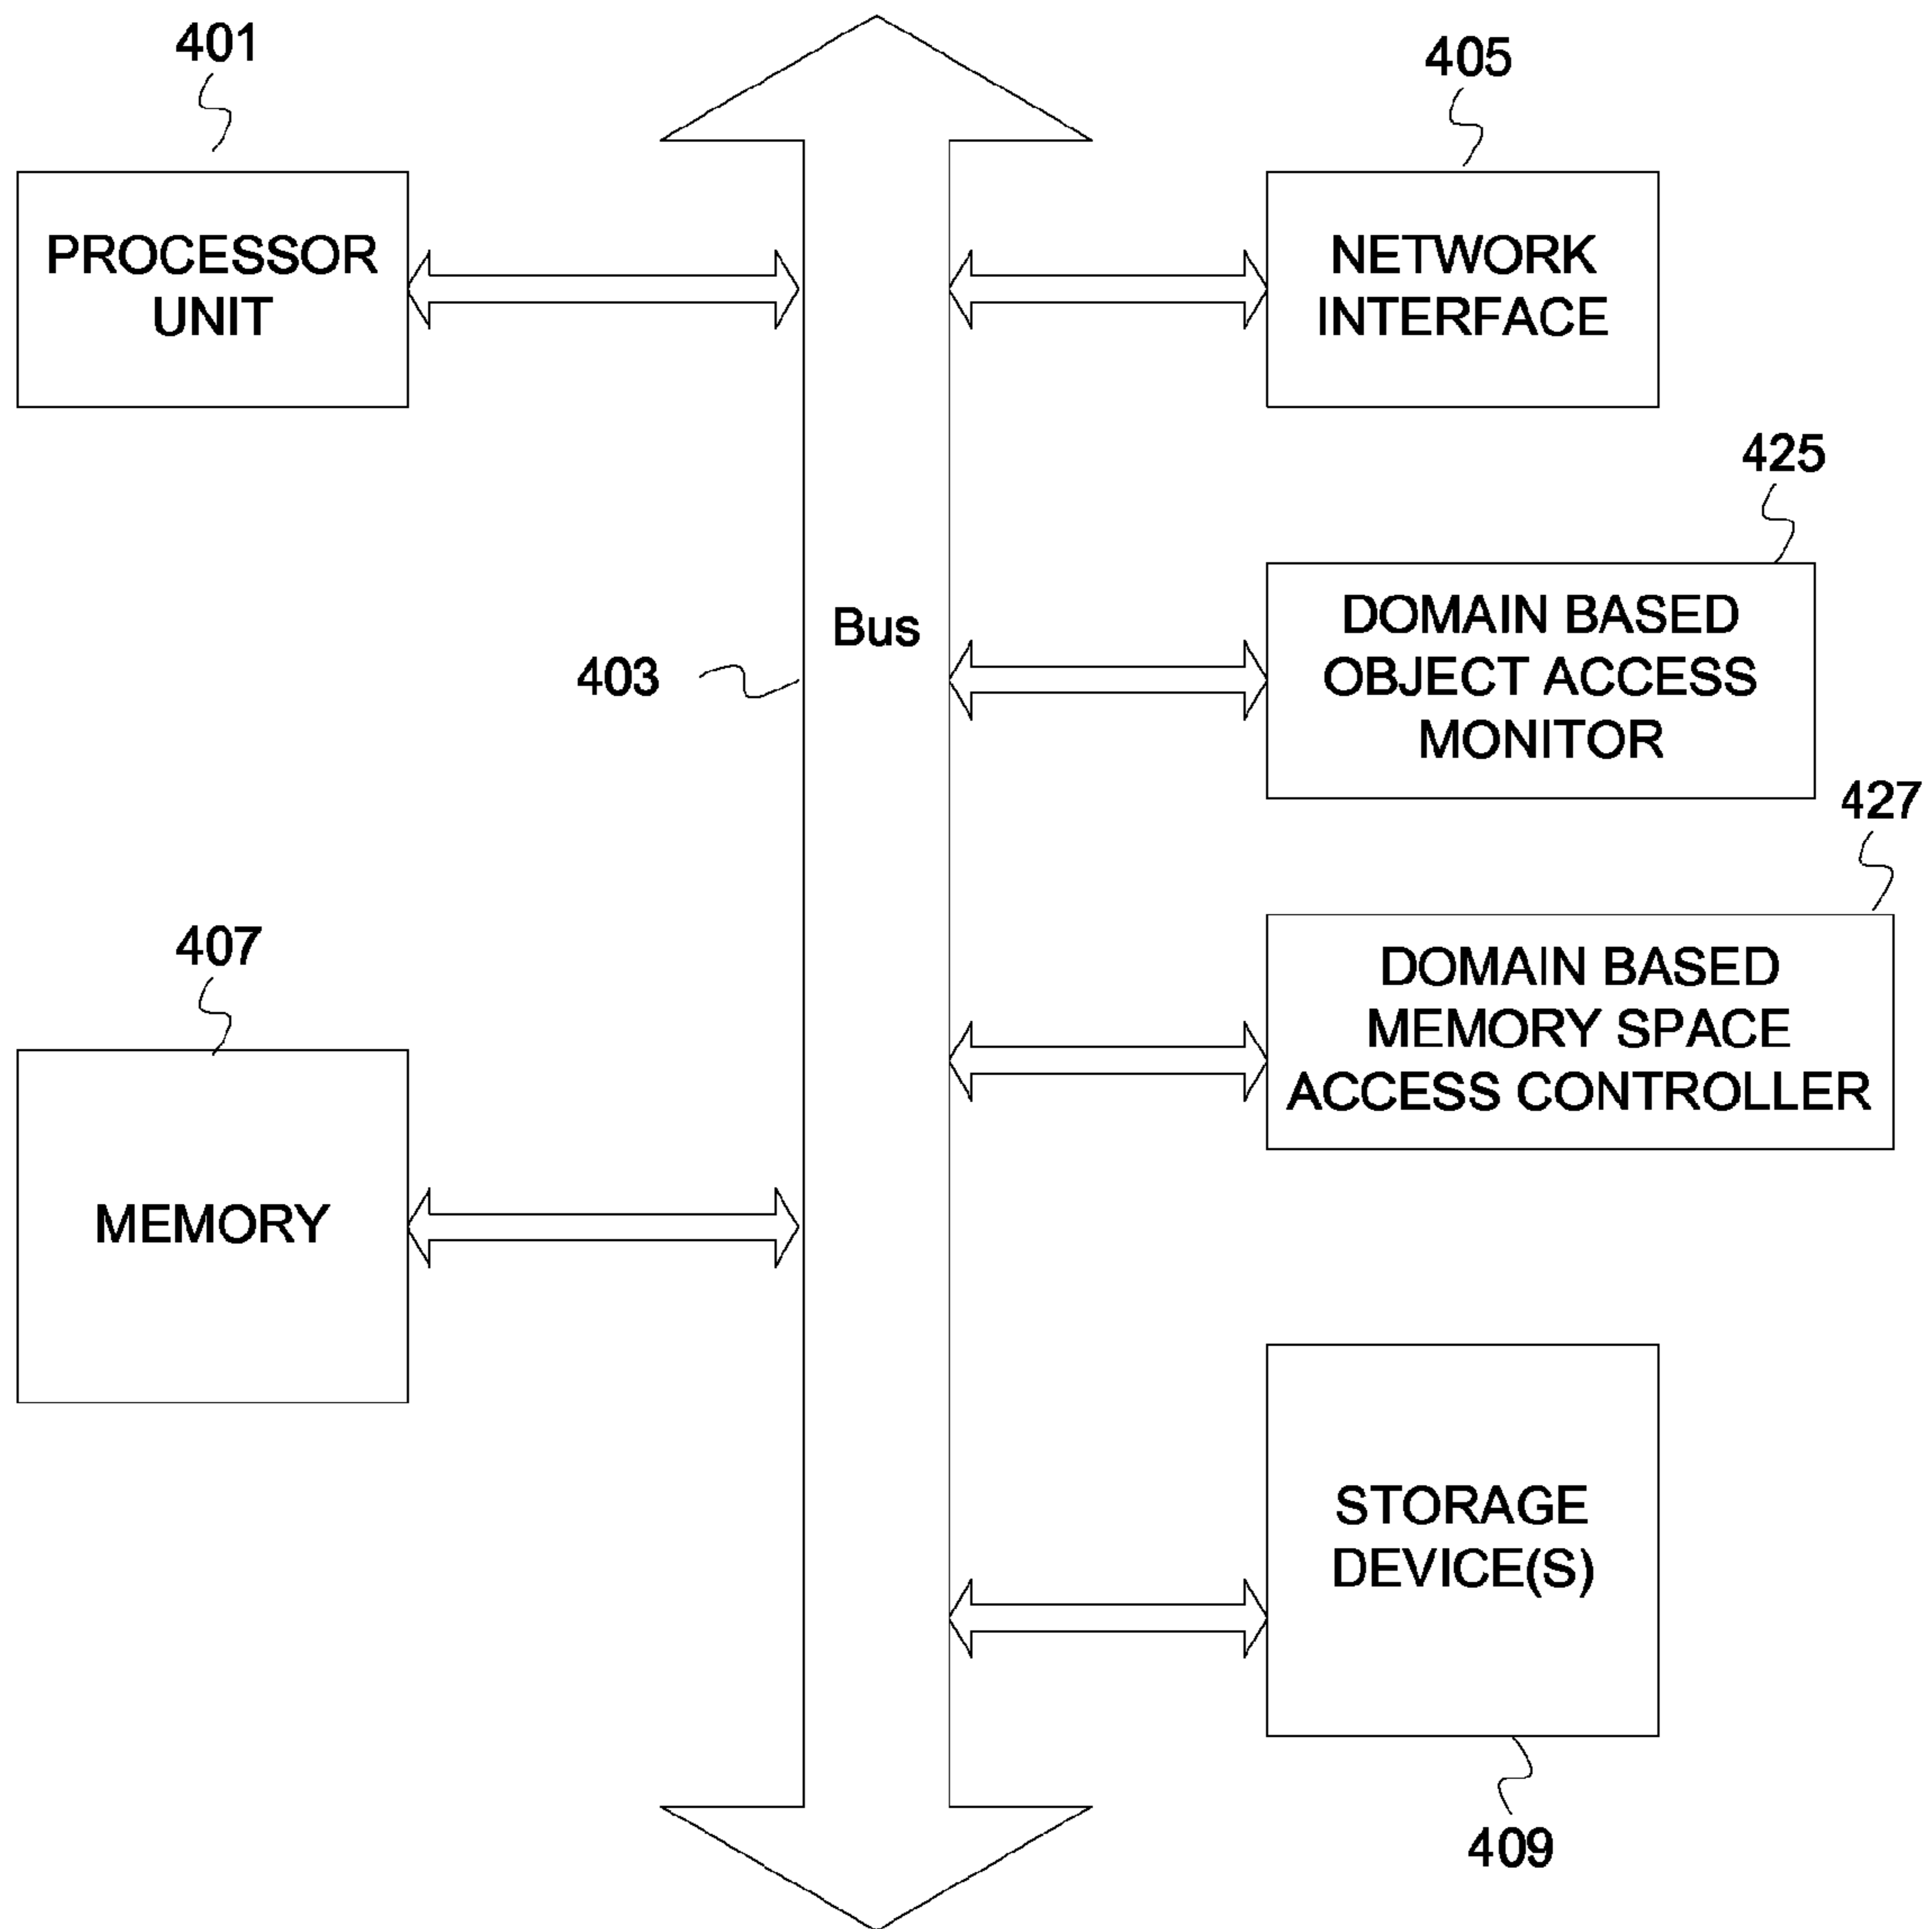 401
PROCESSOR
UNIT
405
NETWORK
INTERFACE
425
DOMAIN BASED
OBJECT ACCESS
MONITOR
Bus
403
427
DOMAIN BASED
MEMORY SPACE
ACCESS CONTROLLER
407
MEMORY
STORAGE
DEVICE(S)
409